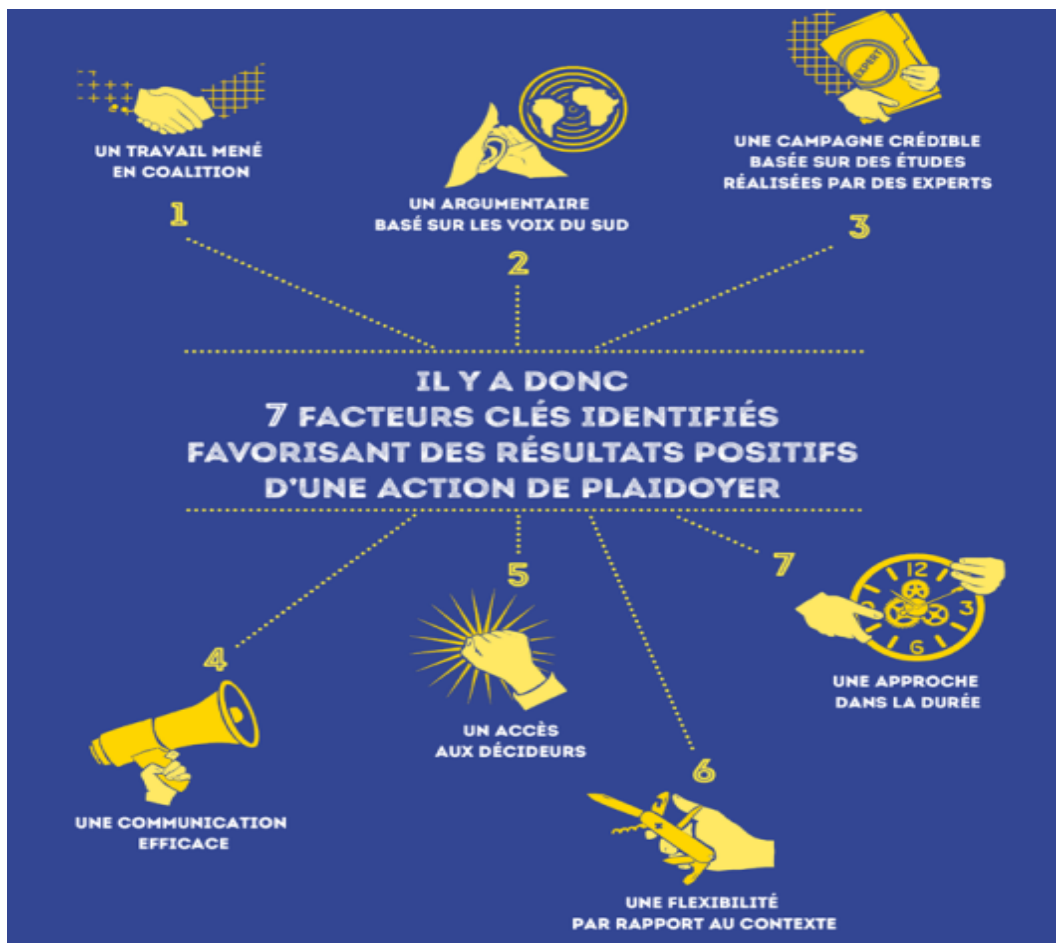 UN TRAVAIL MENÉ
EN COALITION
1
UN ARGUMENTAIRE
BASÉ SUR LES VOIX DU SUD
2
EXPERT
UNE CAMPAGNE CRÉDIBLE
BASÉE SUR DES ÉTUDES
RÉALISÉES PAR DES EXPERTS
3
IL Y A DONC
7 FACTEURS CLÉS IDENTIFIÉS
FAVORISANT DES RÉSULTATS POSITIFS
D'UNE ACTION DE PLAIDOYER
4
UNE COMMUNICATION
EFFICACE
5
UN ACCÈS
AUX DÉCIDEURS
6
UNE FLEXIBILITÉ
PAR RAPPORT AU CONTEXTE
7
12
3
6
UNE APPROCHE
DANS LA DURÉE